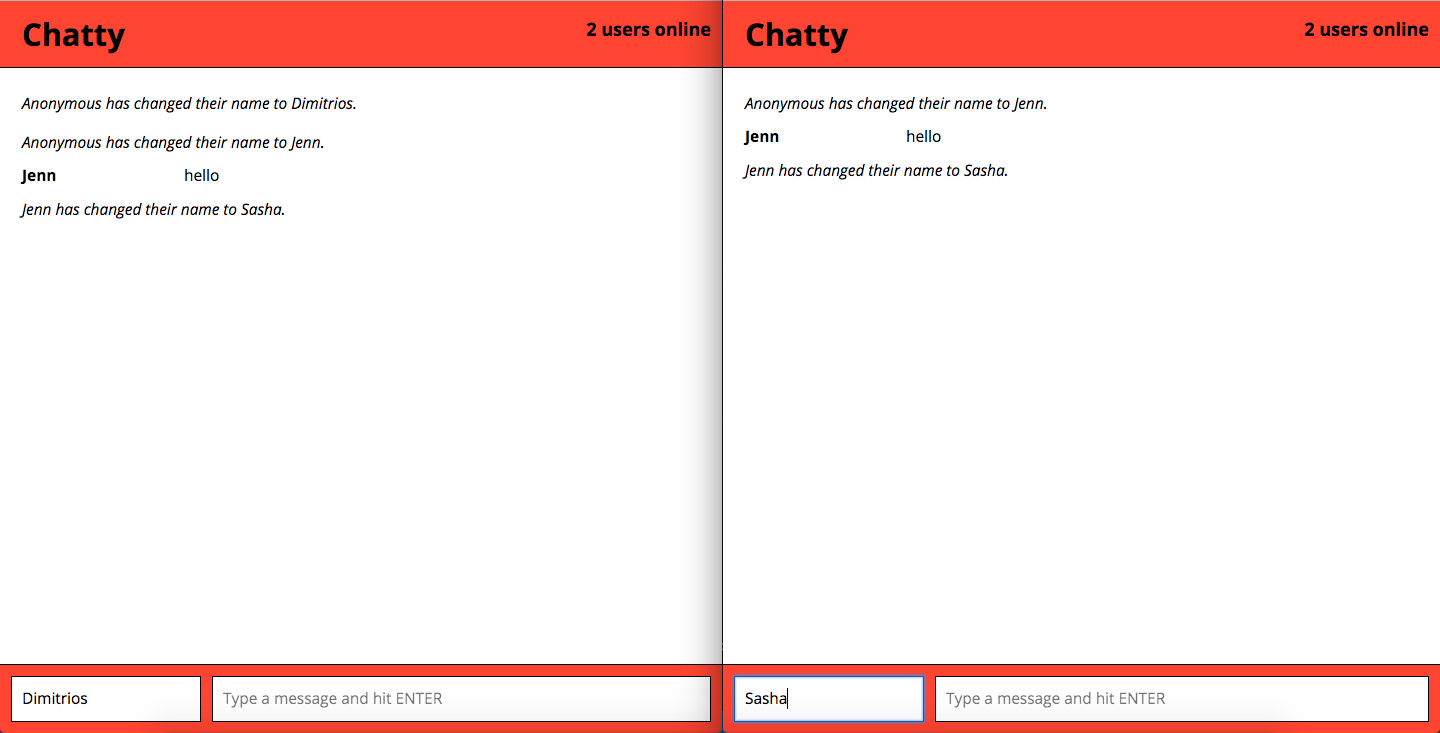 Chatty
2 users online
Anonymous has changed their name to Dimitrios.
Anonymous has changed their name to Jenn.
Jenn hello
Jenn has changed their name to Sasha.
Dimitrios
Type a message and hit ENTER
Chatty
2 users online
Anonymous has changed their name to Jenn.
Jenn hello
Jenn has changed their name to Sasha.
Sasha
Type a message and hit ENTER